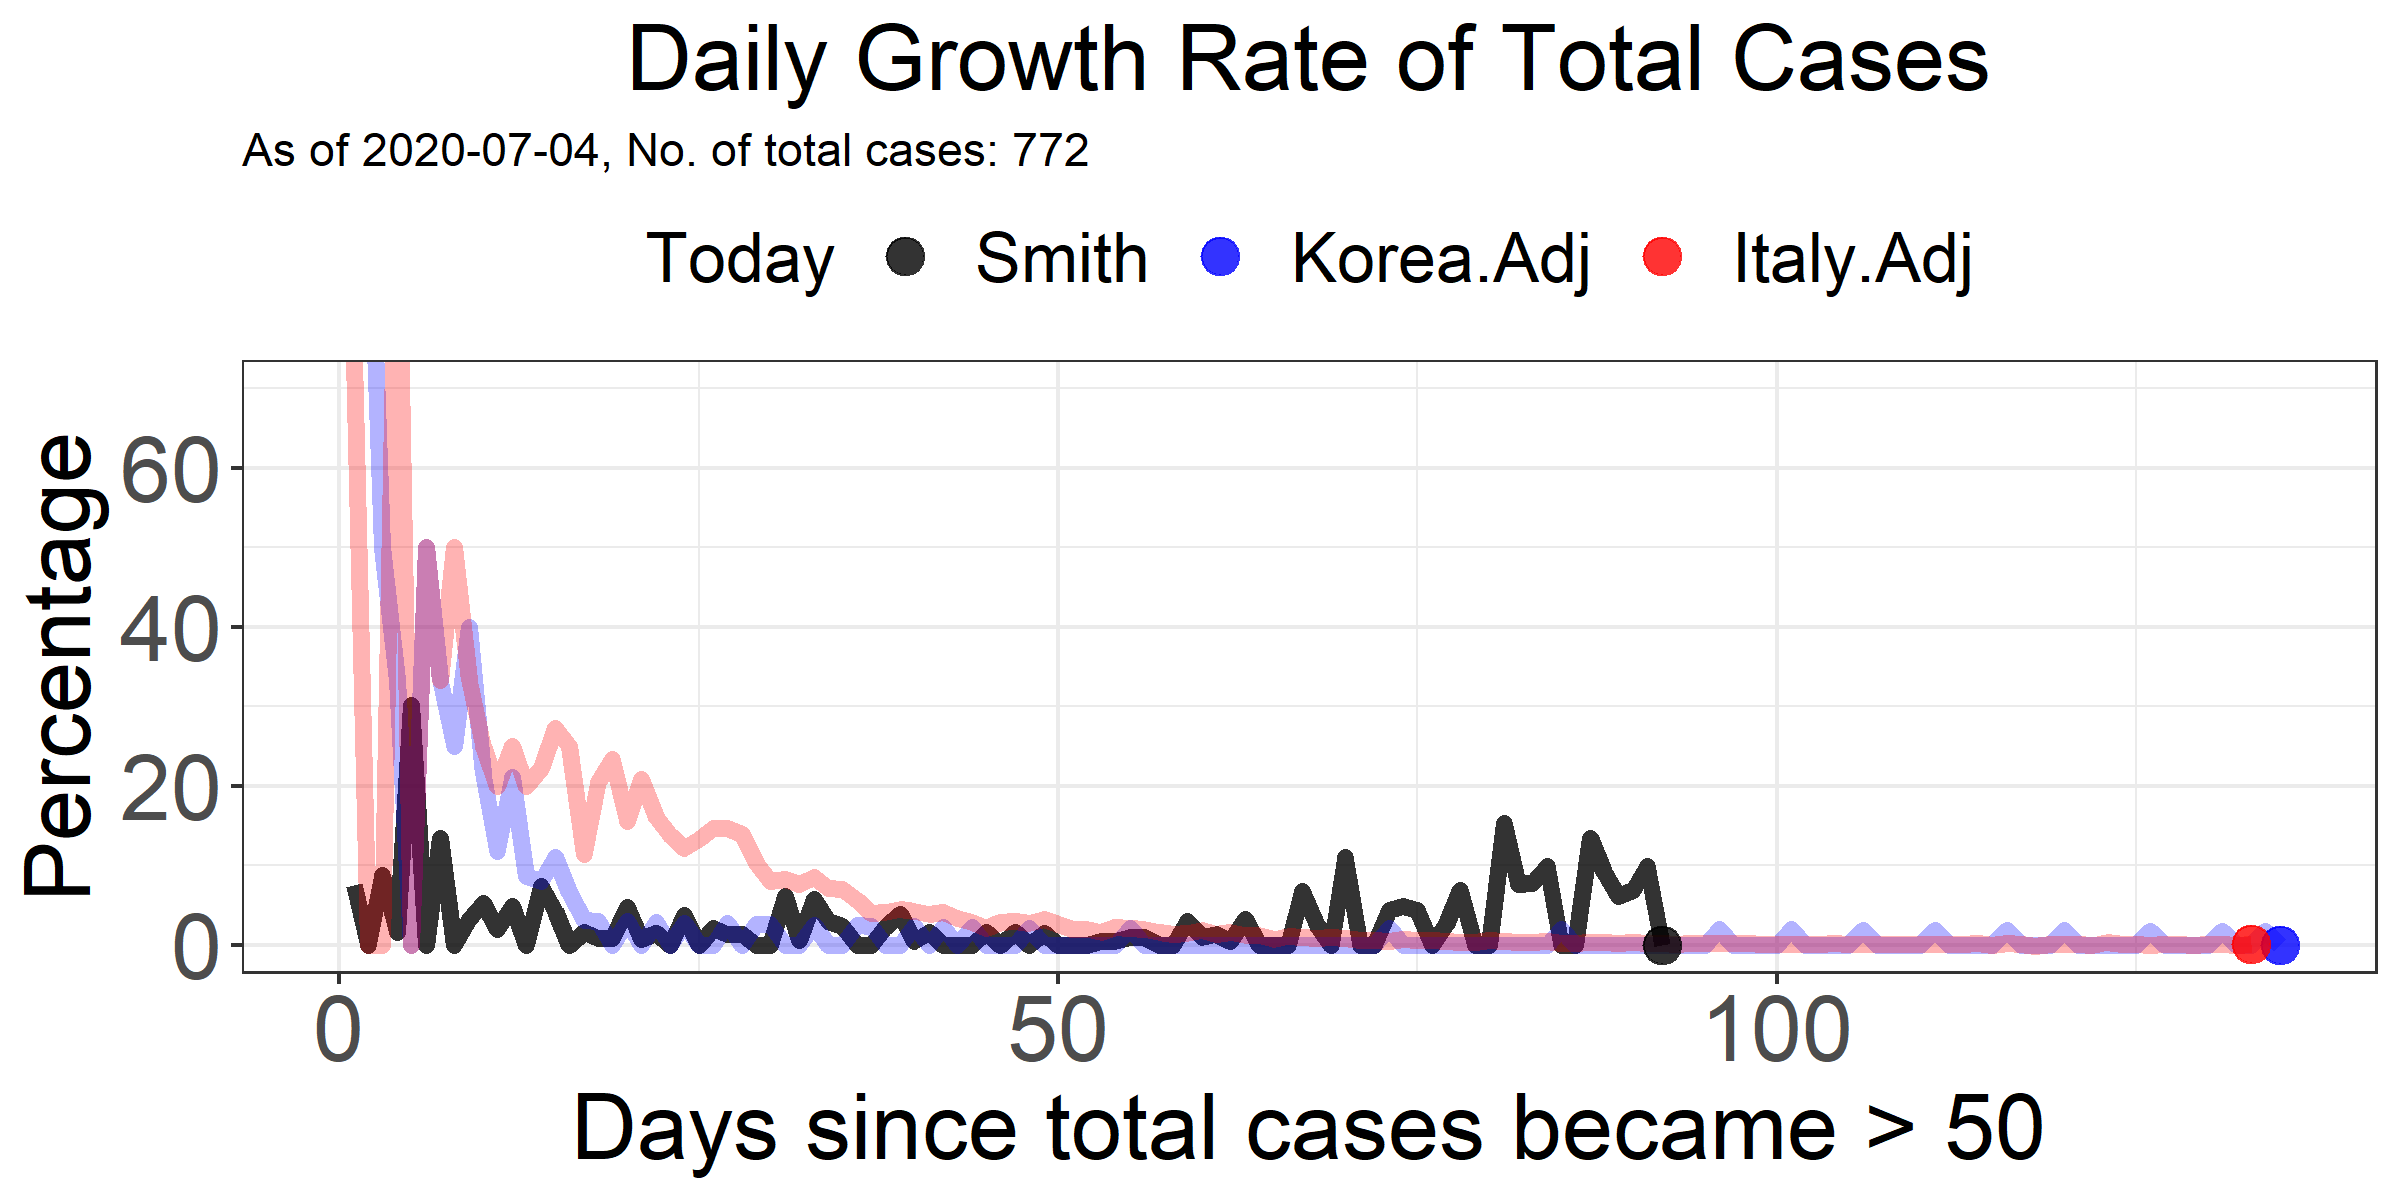 Daily Growth Rate of Total Cases
As of 2020-07-04, No. of total cases: 772
Today Smith Korea.Adj Italy.Adj
Percentage
60
40
20
0
0 50 100
Days since total cases became > 50